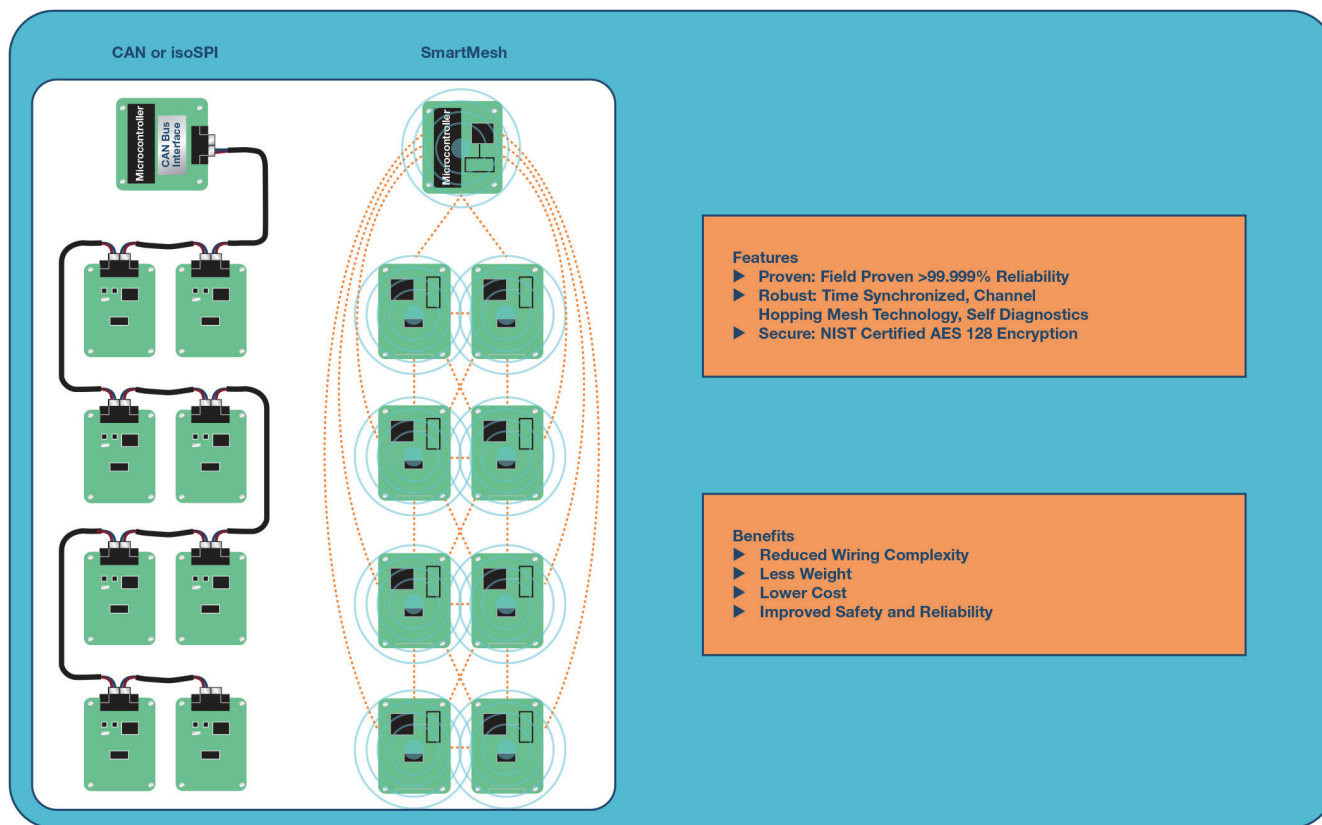 CAN or isoSPI
SmartMesh
Microcontroller
CAN Bus
Interface
Microcontroller
Features
▶ Proven: Field Proven >99.999% Reliability
▶ Robust: Time Synchronized, Channel
Hopping Mesh Technology, Self Diagnostics
▶ Secure: NIST Certified AES 128 Encryption
Benefits
▶ Reduced Wiring Complexity
▶ Less Weight
▶ Lower Cost
▶ Improved Safety and Reliability